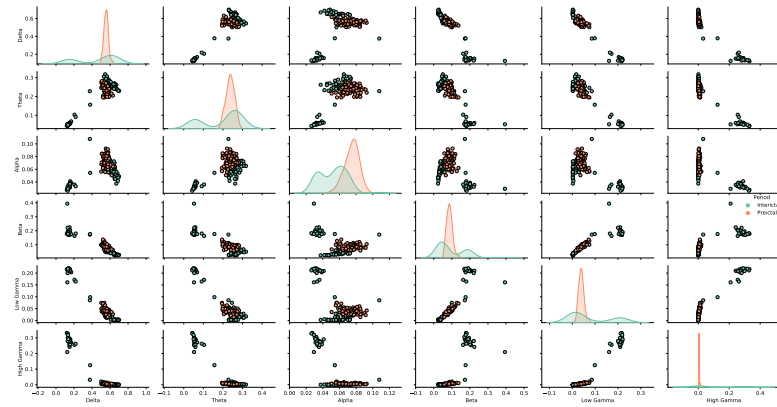 0.6
0.4
0.2
Delta
0.3
0.2
0.1
Theta
0.10
0.08
0.06
0.04
Alpha
Period
Interict
Preict
0.4
0.3
0.2
0.1
Beta
0.20
0.15
0.10
0.05
0.00
Low Gamma
0.3
0.2
0.1
0.0
High Gamma
−0.2 0.0 0.2 0.4 0.6 0.8 1.0
−0.1 0.0 0.1 0.2 0.3 0.4
0.00 0.02 0.04 0.06 0.08 0.10 0.12
−0.1 0.0 0.1 0.2 0.3 0.4
−0.1 0.0 0.1 0.2 0.3
0.0 0.2 0.4
Delta Theta Alpha Beta Low Gamma High Gamma